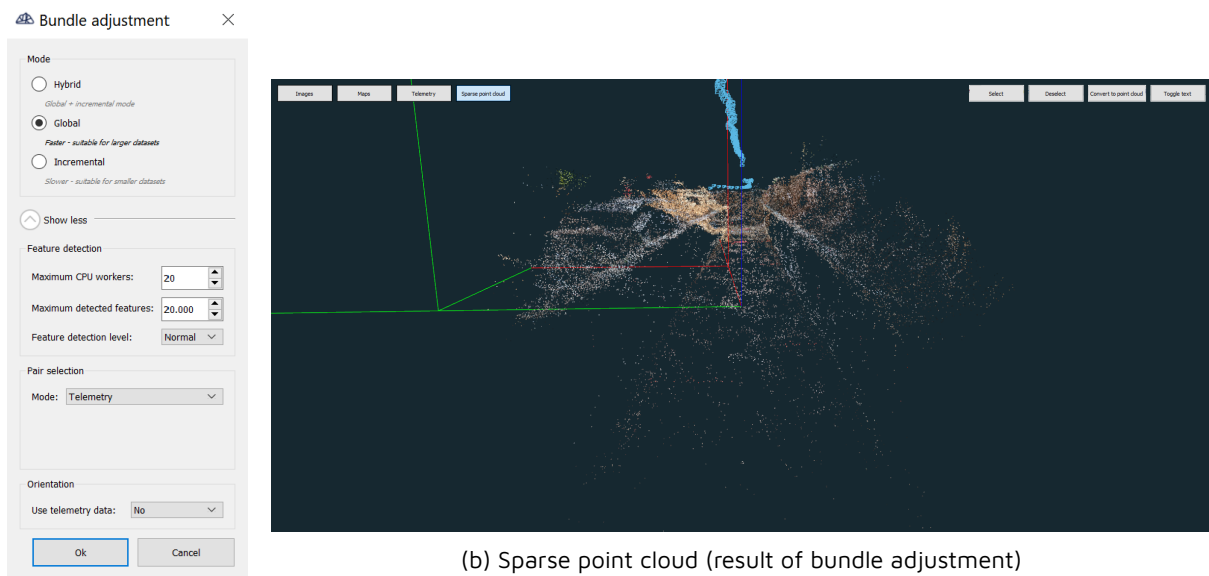 Bundle adjustment
Mode
Hybrid
Global + incremental mode
Global
Faster - suitable for larger datasets
Incremental
Slower - suitable for smaller datasets
Show less
Feature detection
Maximum CPU workers: 20
Maximum detected features: 20.000
Feature detection level: Normal
Pair selection
Mode: Telemetry
Orientation
Use telemetry data: No
Ok Cancel
Images Maps Telemetry Sparse point cloud Select Deselect Convert to point cloud Toggle text
(b) Sparse point cloud (result of bundle adjustment)